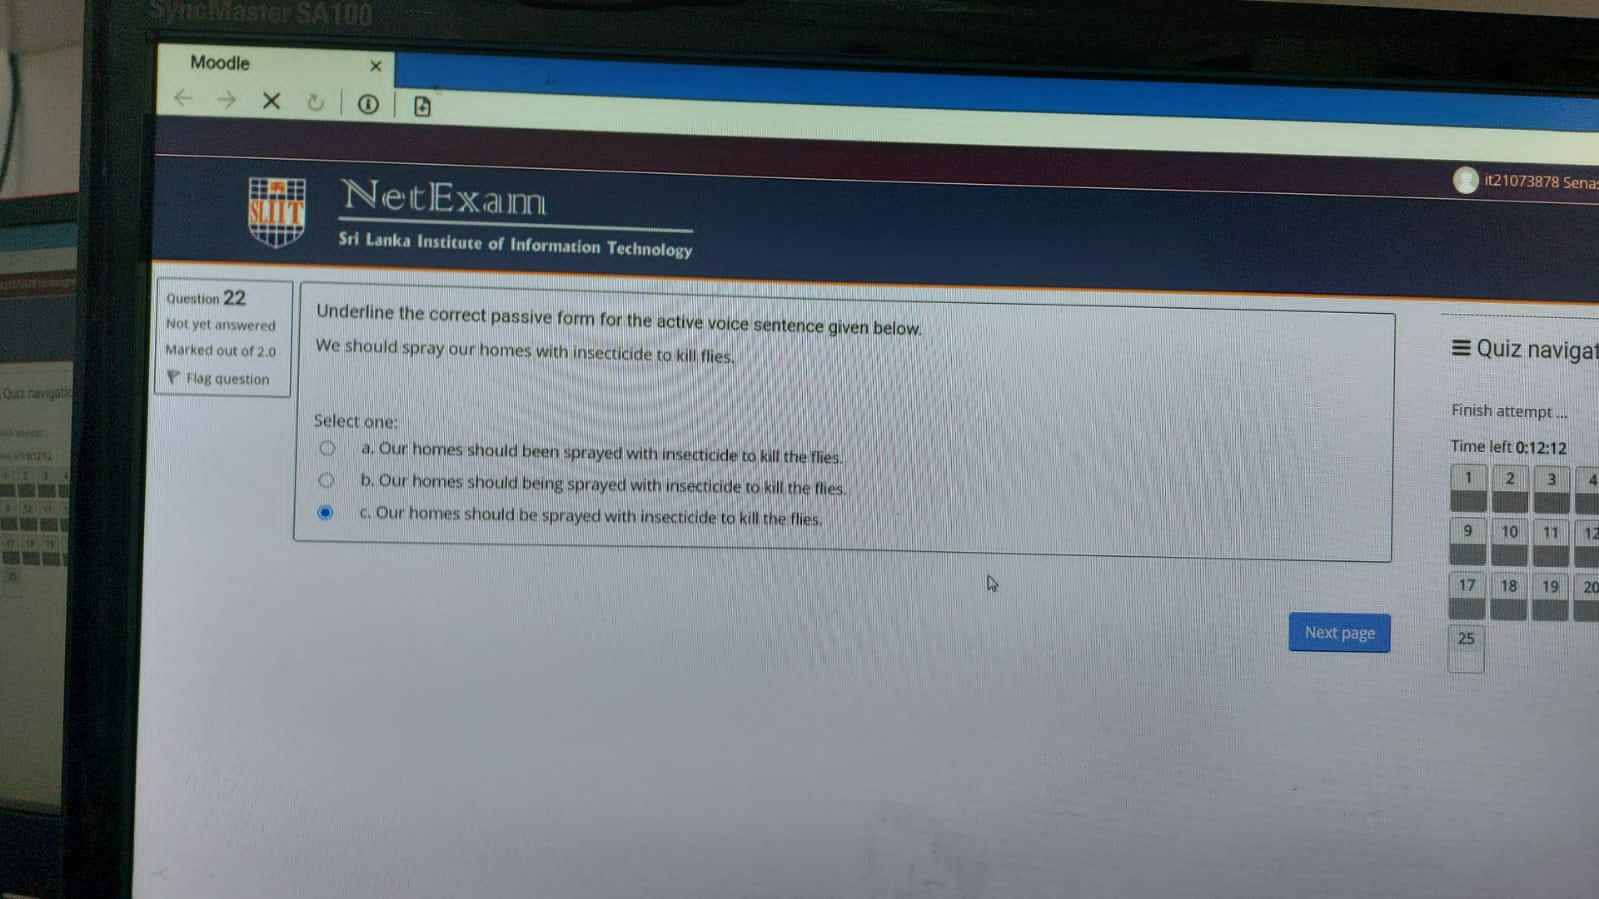 SyncMaster SA100
Moodle
NetExam
SLIIT
Sri Lanka Institute of Information Technology
it21073878 Senas
Question 22
Not yet answered
Marked out of 2.0
Flag question
Underline the correct passive form for the active voice sentence given below.
We should spray our homes with insecticide to kill flies.
Select one:
a. Our homes should been sprayed with insecticide to kill the flies.
b. Our homes should being sprayed with insecticide to kill the flies.
c. Our homes should be sprayed with insecticide to kill the flies.
Next page
Quiz navigat
Finish attempt ...
Time left 0:12:12
1 2 3 4
9 10 11 12
17 18 19 20
25
Quiz navigatio